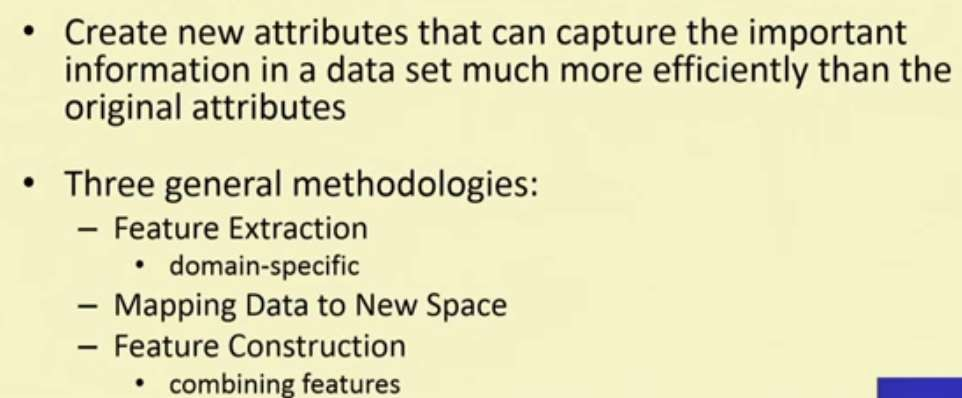 • Create new attributes that can capture the important
information in a data set much more efficiently than the
original attributes
• Three general methodologies:
– Feature Extraction
• domain-specific
– Mapping Data to New Space
– Feature Construction
• combining features